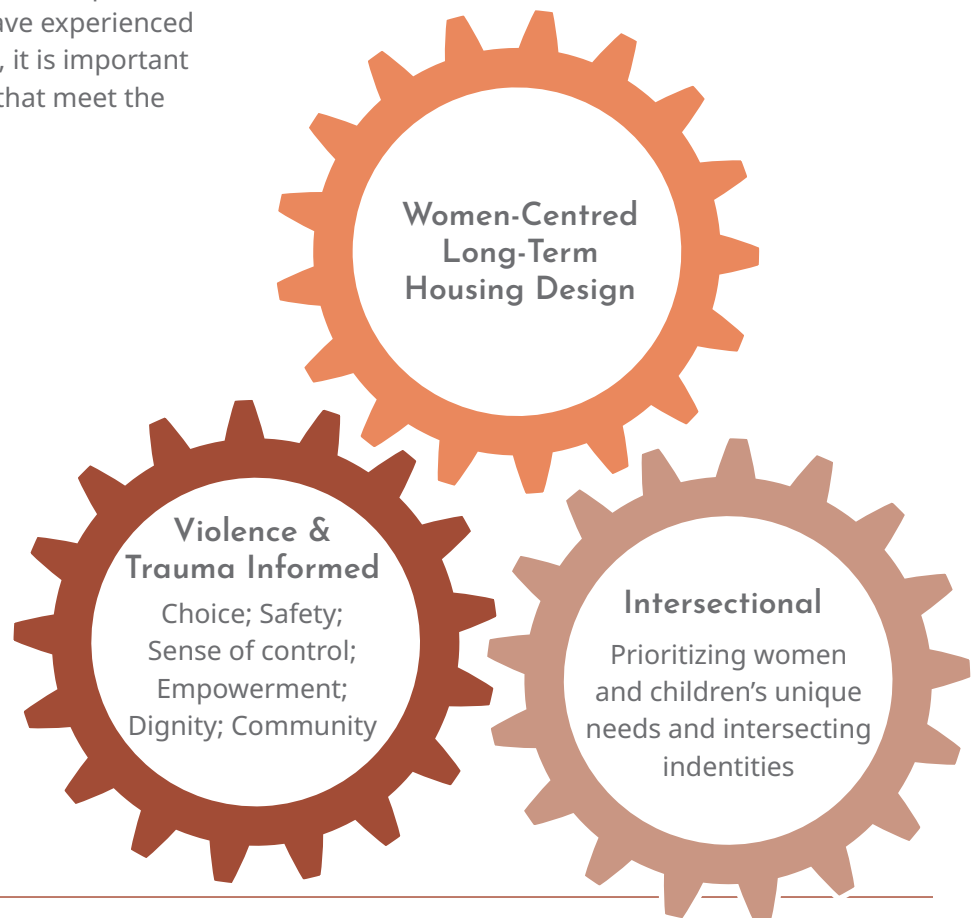 ave experienced
, it is important
that meet the
Women-Centred
Long-Term
Housing Design
Violence &
Trauma Informed
Choice; Safety;
Sense of control;
Empowerment;
Dignity; Community
Intersectional
Prioritizing women
and children’s unique
needs and intersecting
indentities